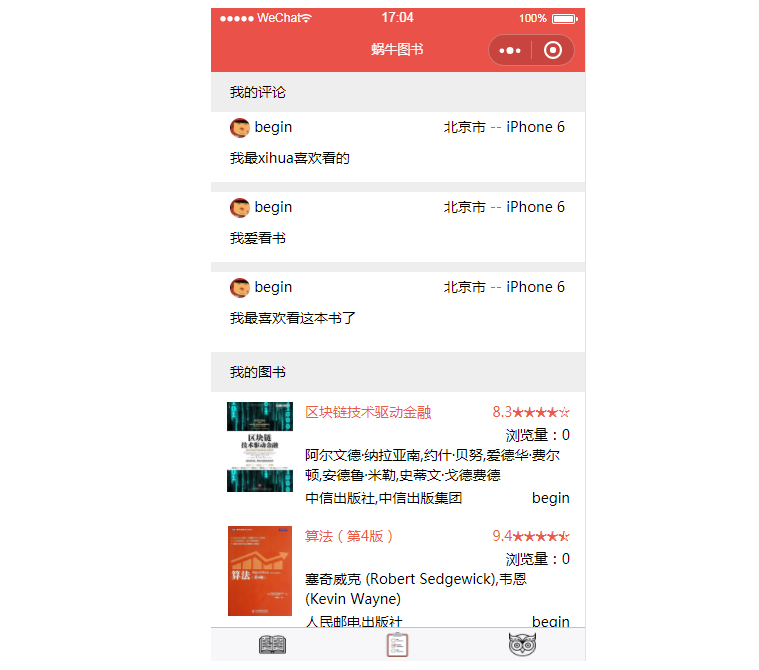 WeChat 17:04 100%
蜗牛图书
我的评论
begin 北京市 -- iPhone 6
我最xihua喜欢看的
begin 北京市 -- iPhone 6
我爱看书
begin 北京市 -- iPhone 6
我最喜欢看这本书了
我的图书
区块链技术驱动金融 8.3★★★★☆
浏览量：0
区块链
技术驱动金融
阿尔文德·纳拉亚南,约什·贝努,爱德华·费尔
顿,安德鲁·米勒,史蒂文·戈德费德
中信出版社,中信出版集团 begin
算法（第4版） 9.4★★★★⯪
浏览量：0
算法
塞奇威克 (Robert Sedgewick),韦恩
(Kevin Wayne)
人民邮电出版社 begin